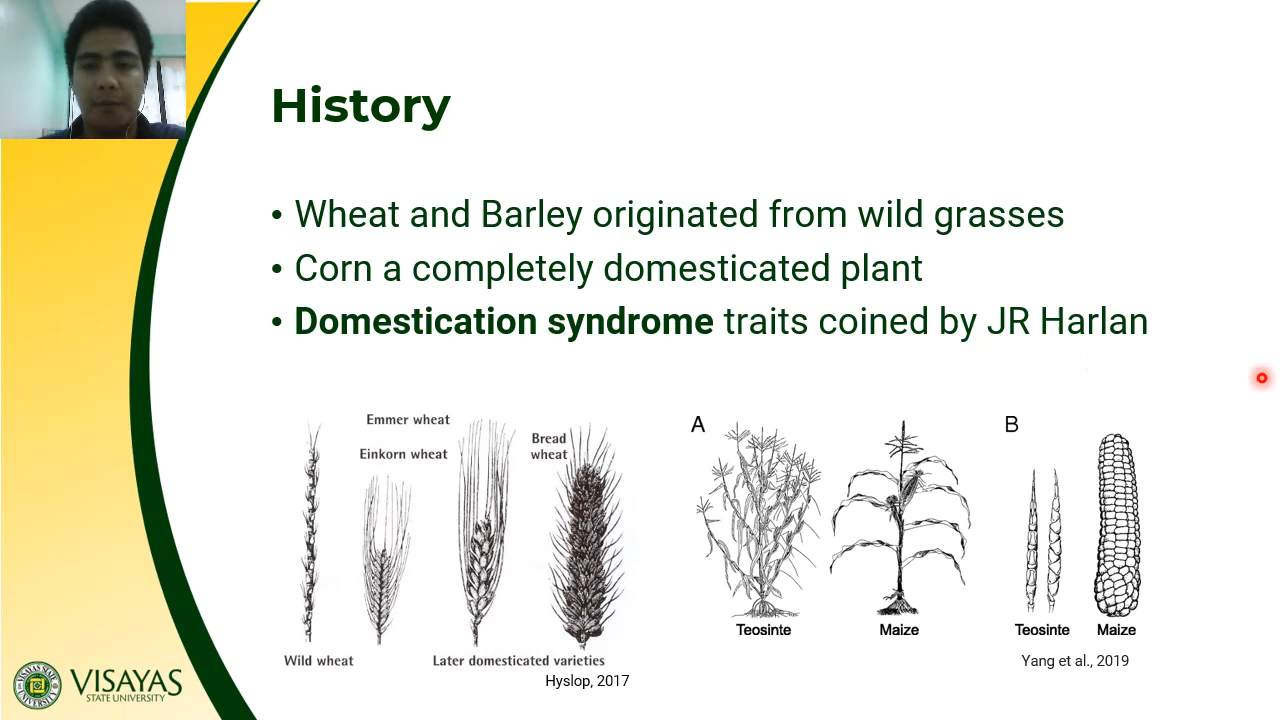 History
• Wheat and Barley originated from wild grasses
• Corn a completely domesticated plant
• Domestication syndrome traits coined by JR Harlan
Emmer wheat
Einkorn wheat
Bread
wheat
Wild wheat
Later domesticated varieties
Hyslop, 2017
A
Teosinte
Maize
B
Teosinte
Maize
Yang et al., 2019
VISAYAS
STATE UNIVERSITY